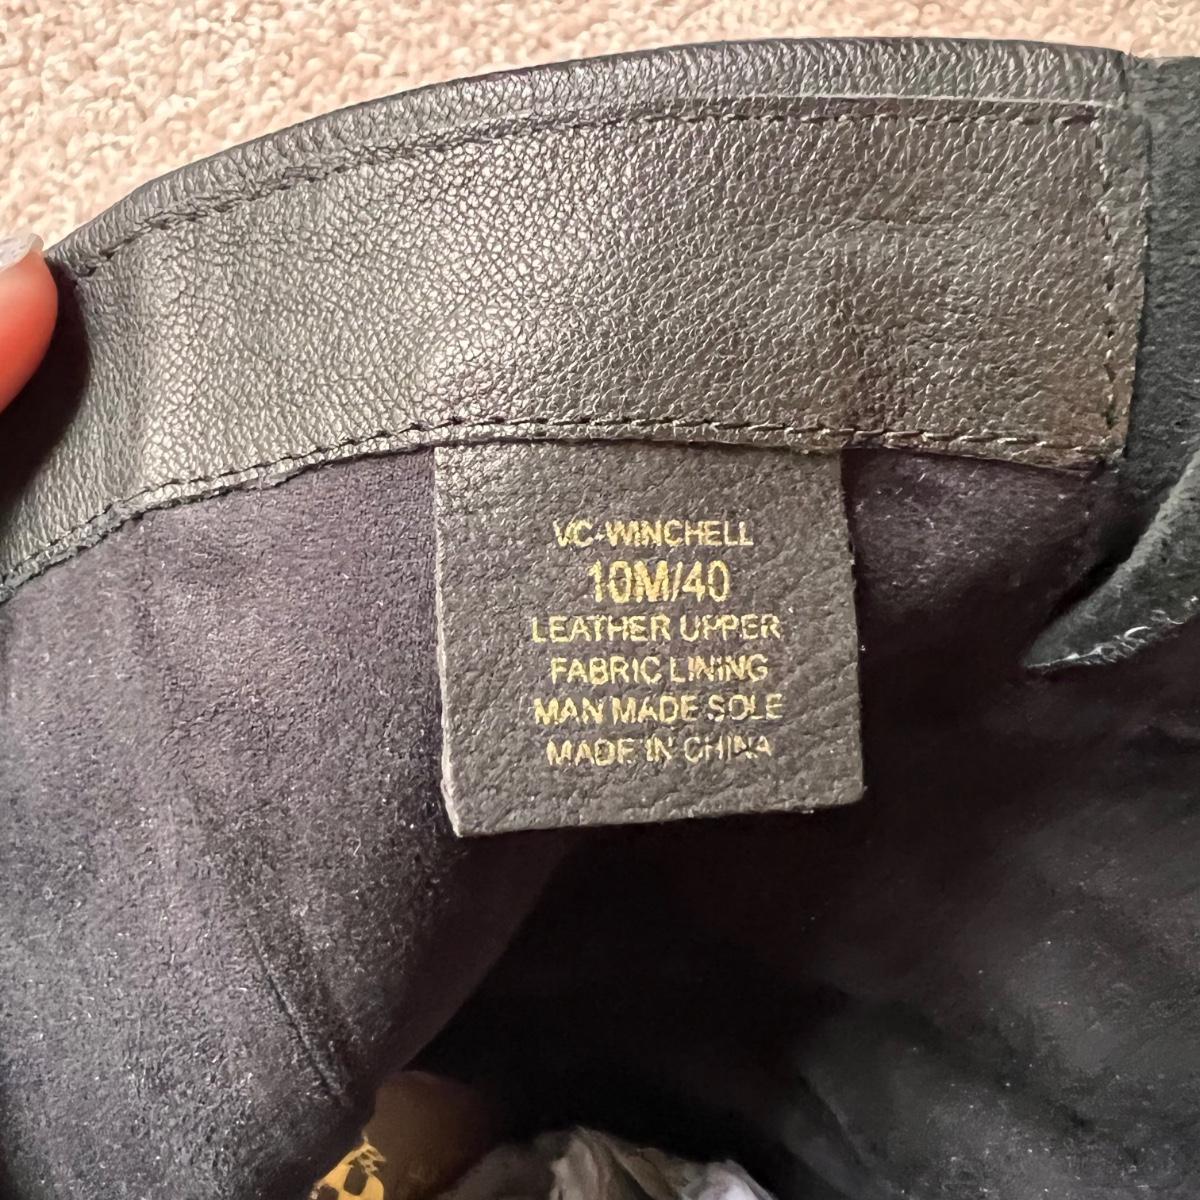 VC-WINCHELL
10M/40
LEATHER UPPER
FABRIC LINING
MAN MADE SOLE
MADE IN CHINA